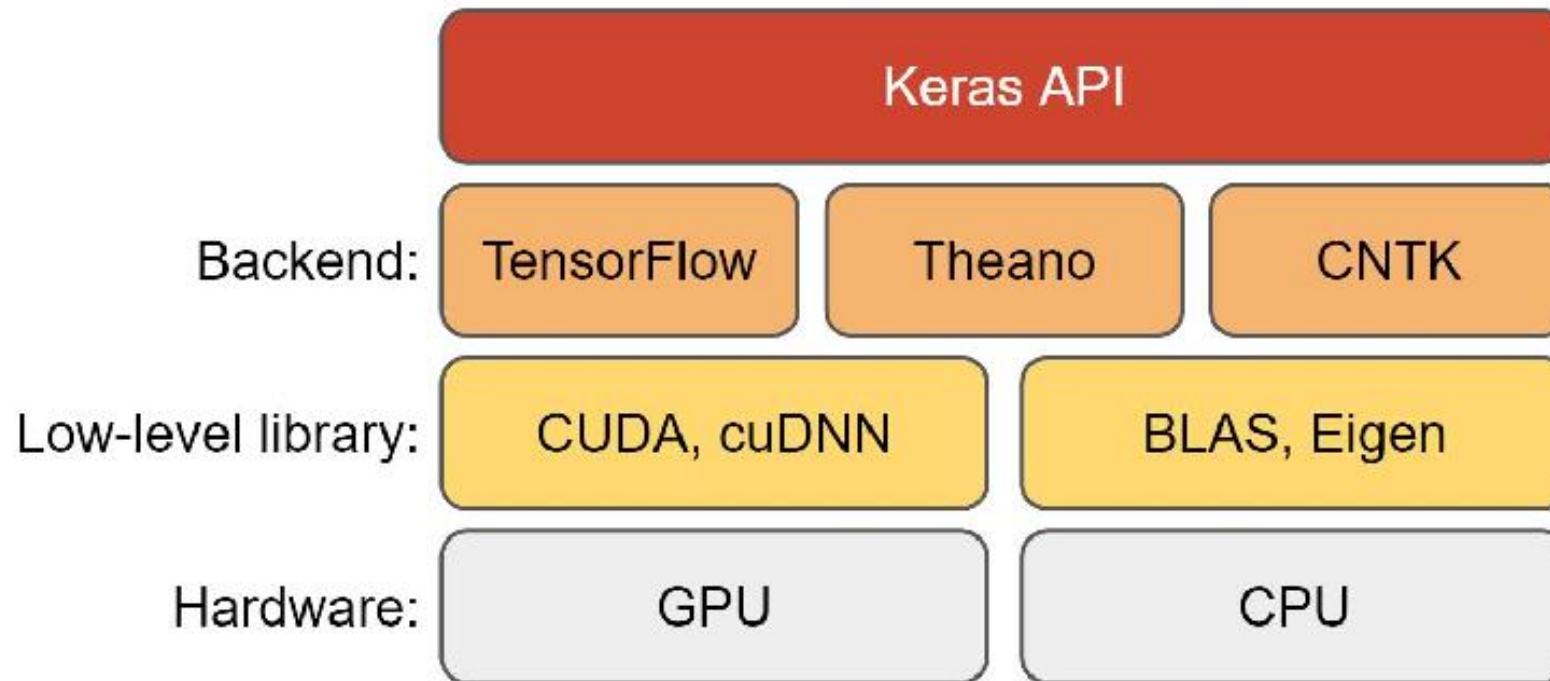 Keras API
Backend: TensorFlow Theano CNTK
Low-level library: CUDA, cuDNN BLAS, Eigen
Hardware: GPU CPU